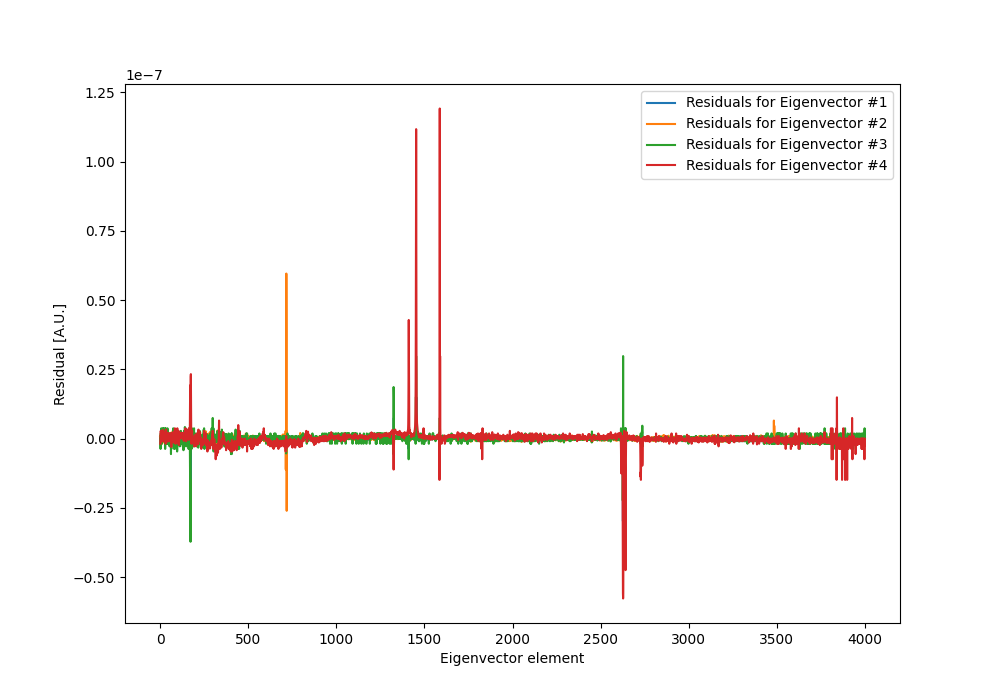 1e−7
1.25
1.00
0.75
0.50
0.25
0.00
−0.25
−0.50
Residual [A.U.]
Residuals for Eigenvector #1
Residuals for Eigenvector #2
Residuals for Eigenvector #3
Residuals for Eigenvector #4
0 500 1000 1500 2000 2500 3000 3500 4000
Eigenvector element